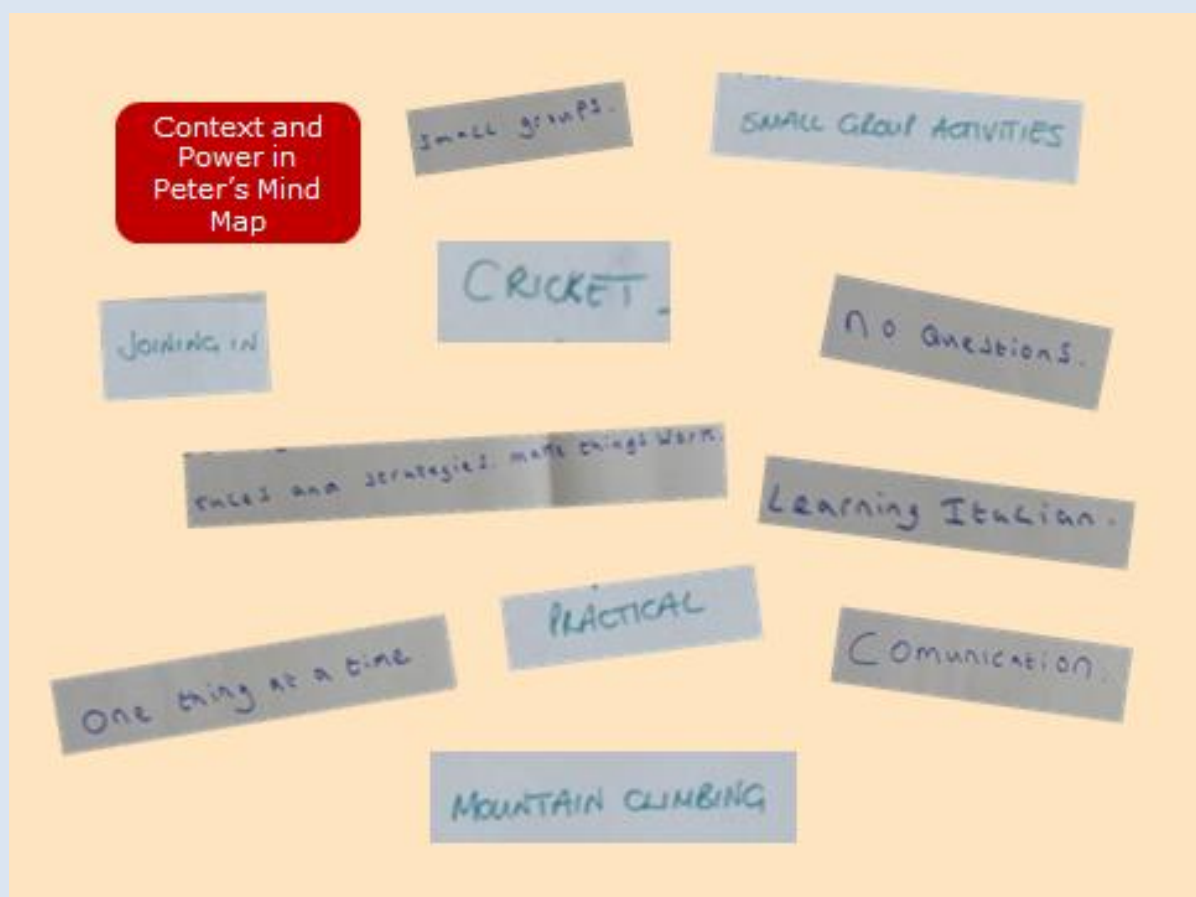 Context and
Power in
Peter's Mind
Map
Small groups.
SMALL GROUP ACTIVITIES
CRICKET.
JOINING IN
no Questions.
rules and strategies. make things work.
Learning Italian.
PRACTICAL
One thing at a time
Comunication.
MOUNTAIN CLIMBING